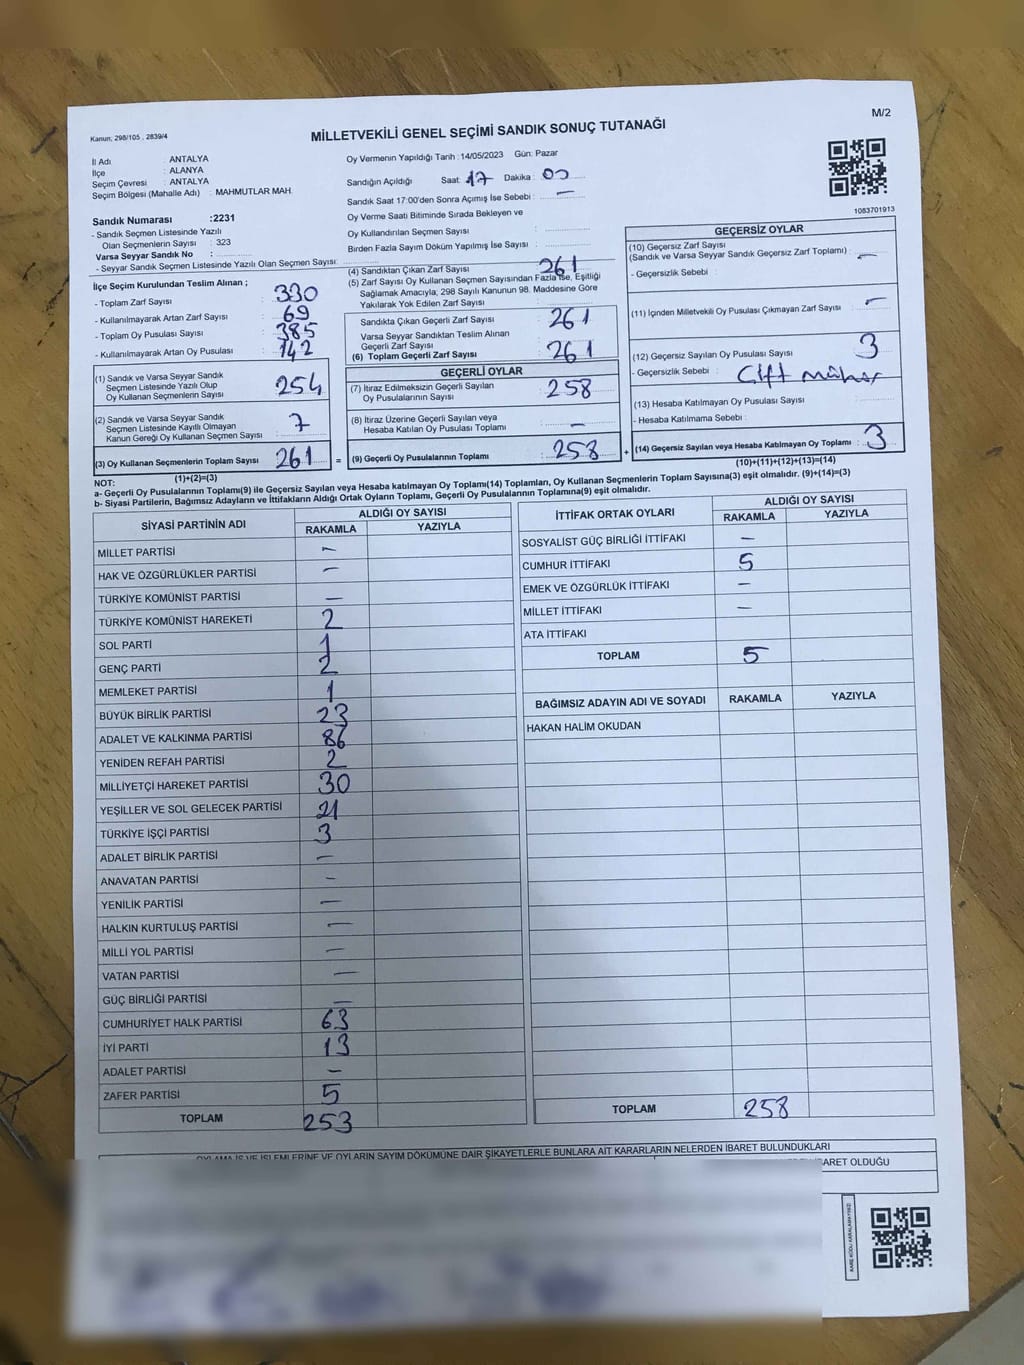 Kanun; 298/105 , 2839/4
MİLLETVEKİLİ GENEL SEÇİMİ SANDIK SONUÇ TUTANAĞI
M/2
İl Adı : ANTALYA
İlçe : ALANYA
Seçim Çevresi : ANTALYA
Seçim Bölgesi (Mahalle Adı) : MAHMUTLAR MAH.
Sandık Numarası :2231
- Sandık Seçmen Listesinde Yazılı
Olan Seçmenlerin Sayısı : 323
Varsa Seyyar Sandık No :
- Seyyar Sandık Seçmen Listesinde Yazılı Olan Seçmen Sayısı:
İlçe Seçim Kurulundan Teslim Alınan ;
- Toplam Zarf Sayısı : 330
- Kullanılmayarak Artan Zarf Sayısı : 69
- Toplam Oy Pusulası Sayısı : 385
- Kullanılmayarak Artan Oy Pusulası : 142
(1) Sandık ve Varsa Seyyar Sandık
Seçmen Listesinde Yazılı Olup
Oy Kullanan Seçmenlerin Sayısı : 254
(2) Sandık ve Varsa Seyyar Sandık
Seçmen Listesinde Kayıllı Olmayan
Kanun Gereği Oy Kullanan Seçmen Sayısı : 7
(3) Oy Kullanan Seçmenlerin Toplam Sayısı : 261
Oy Vermenin Yapıldığı Tarih :14/05/2023 Gün: Pazar
Sandığın Açıldığı Saat: 17 Dakika : 00
Sandık Saat 17:00'den Sonra Açılmış İse Sebebi : —
Oy Verme Saati Bitiminde Sırada Bekleyen ve
Oy Kullandırılan Seçmen Sayısı :
Birden Fazla Sayım Döküm Yapılmış İse Sayısı :
(4) Sandıktan Çıkan Zarf Sayısı : 261
(5) Zarf Sayısı Oy Kullanan Seçmen Sayısından Fazla ise, Eşitliği
Sağlamak Amacıyla; 298 Sayılı Kanunun 98. Maddesine Göre
Yakılarak Yok Edilen Zarf Sayısı :
Sandıkta Çıkan Geçerli Zarf Sayısı : 261
Varsa Seyyar Sandıktan Teslim Alınan
Geçerli Zarf Sayısı :
(6) Toplam Geçerli Zarf Sayısı : 261
GEÇERLİ OYLAR
(7) İtiraz Edilmeksizin Geçerli Sayılan
Oy Pusulalarının Sayısı : 258
(8) İtiraz Üzerine Geçerli Sayılan veya
Hesaba Katılan Oy Pusulası Toplamı : —
= (9) Geçerli Oy Pusulalarının Toplamı : 258
1083701913
GEÇERSİZ OYLAR
(10) Geçersiz Zarf Sayısı
(Sandık ve Varsa Seyyar Sandık Geçersiz Zarf Toplamı) : —
- Geçersizlik Sebebi :
(11) İçinden Milletvekili Oy Pusulası Çıkmayan Zarf Sayısı : —
(12) Geçersiz Sayılan Oy Pusulası Sayısı : 3
- Geçersizlik Sebebi : Çift mühür
(13) Hesaba Katılmayan Oy Pusulası Sayısı :
- Hesaba Katılmama Sebebi :
+ (14) Geçersiz Sayılan veya Hesaba Katılmayan Oy Toplamı : 3
(1)+(2)=(3)
(10)+(11)+(12)+(13)=(14)
NOT:
a- Geçerli Oy Pusulalarının Toplamı(9) ile Geçersiz Sayılan veya Hesaba katılmayan Oy Toplamı(14) Toplamları, Oy Kullanan Seçmenlerin Toplam Sayısına(3) eşit olmalıdır. (9)+(14)=(3)
b- Siyasi Partilerin, Bağımsız Adayların ve İttifakların Aldığı Ortak Oyların Toplamı, Geçerli Oy Pusulalarının Toplamına(9) eşit olmalıdır.
SİYASİ PARTİNİN ADI ALDIĞI OY SAYISI
RAKAMLA YAZIYLA
MİLLET PARTİSİ —
HAK VE ÖZGÜRLÜKLER PARTİSİ —
TÜRKİYE KOMÜNİST PARTİSİ —
TÜRKİYE KOMÜNİST HAREKETİ 2
SOL PARTİ 1
GENÇ PARTİ 2
MEMLEKET PARTİSİ 1
BÜYÜK BİRLİK PARTİSİ 23
ADALET VE KALKINMA PARTİSİ 86
YENİDEN REFAH PARTİSİ 2
MİLLİYETÇİ HAREKET PARTİSİ 30
YEŞİLLER VE SOL GELECEK PARTİSİ 21
TÜRKİYE İŞÇİ PARTİSİ 3
ADALET BİRLİK PARTİSİ —
ANAVATAN PARTİSİ —
YENİLİK PARTİSİ —
HALKIN KURTULUŞ PARTİSİ —
MİLLİ YOL PARTİSİ —
VATAN PARTİSİ —
GÜÇ BİRLİĞİ PARTİSİ —
CUMHURİYET HALK PARTİSİ 63
İYİ PARTİ 13
ADALET PARTİSİ —
ZAFER PARTİSİ 5
TOPLAM 253
İTTİFAK ORTAK OYLARI ALDIĞI OY SAYISI
RAKAMLA YAZIYLA
SOSYALİST GÜÇ BİRLİĞİ İTTİFAKI —
CUMHUR İTTİFAKI 5
EMEK VE ÖZGÜRLÜK İTTİFAKI —
MİLLET İTTİFAKI —
ATA İTTİFAKI
TOPLAM 5
BAĞIMSIZ ADAYIN ADI VE SOYADI RAKAMLA YAZIYLA
HAKAN HALİM OKUDAN
TOPLAM 258
OYLAMA İŞ VE İŞLEMLERİNE VE OYLARIN SAYIM DÖKÜMÜNE DAİR ŞİKAYETLERLE BUNLARA AİT KARARLARIN NELERDEN İBARET BULUNDUKLARI
İBARET OLDUĞU
KARE KODU KARALAMAYINIZ!